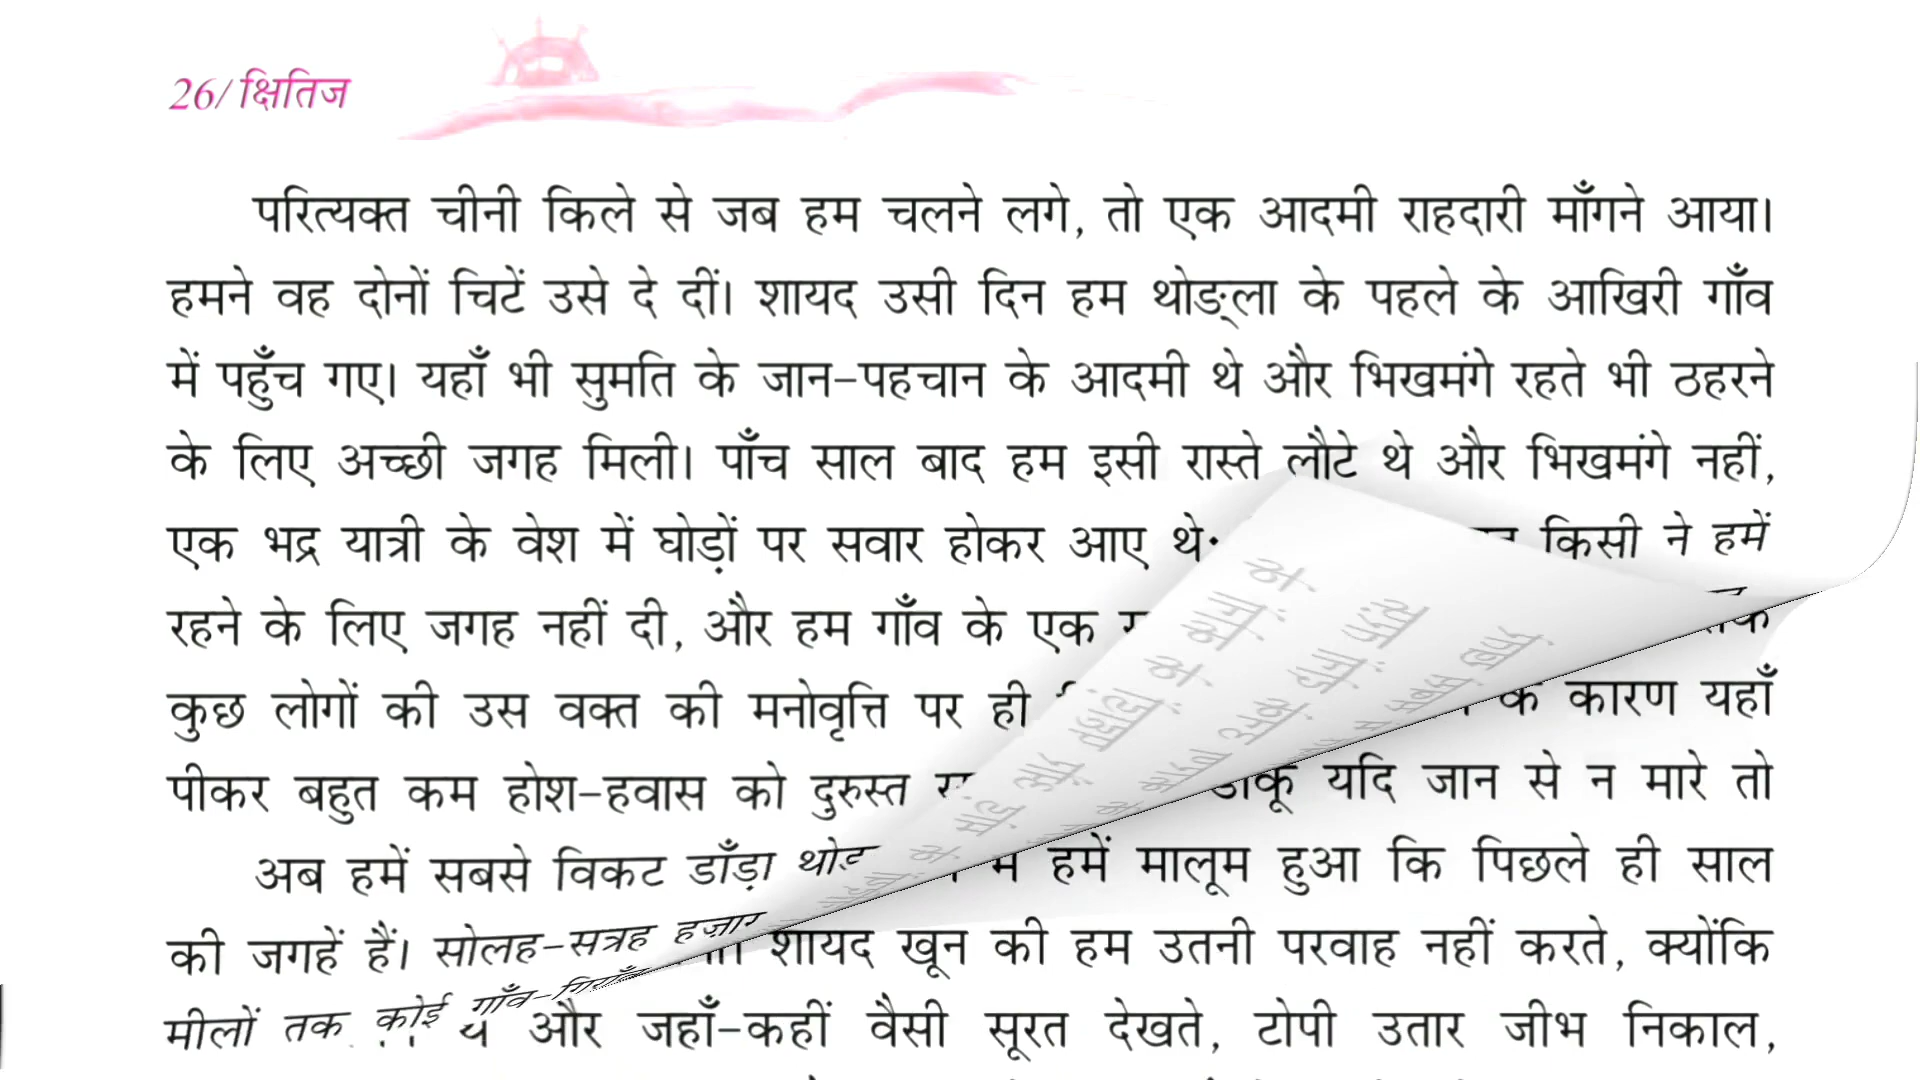 26/ क्षितिज
परित्यक्त चीनी किले से जब हम चलने लगे, तो एक आदमी राहदारी माँगने आया।
हमने वह दोनों चिटें उसे दे दीं। शायद उसी दिन हम थोङ्ला के पहले के आखिरी गाँव
में पहुँच गए। यहाँ भी सुमति के जान-पहचान के आदमी थे और भिखमंगे रहते भी ठहरने
के लिए अच्छी जगह मिली। पाँच साल बाद हम इसी रास्ते लौटे थे और भिखमंगे नहीं,
एक भद्र यात्री के वेश में घोड़ों पर सवार होकर आए थे किसी ने हमें
रहने के लिए जगह नहीं दी, और हम गाँव के एक
कुछ लोगों की उस वक्त की मनोवृत्ति पर ही के कारण यहाँ
पीकर बहुत कम होश-हवास को दुरुस्त डाकू यदि जान से न मारे तो
अब हमें सबसे विकट डाँड़ा में हमें मालूम हुआ कि पिछले ही साल
की जगहें हैं। सोलह-सत्रह हज़ार शायद खून की हम उतनी परवाह नहीं करते, क्योंकि
मीलों तक कोई गाँव-गिराँव थे और जहाँ-कहीं वैसी सूरत देखते, टोपी उतार जीभ निकाल,